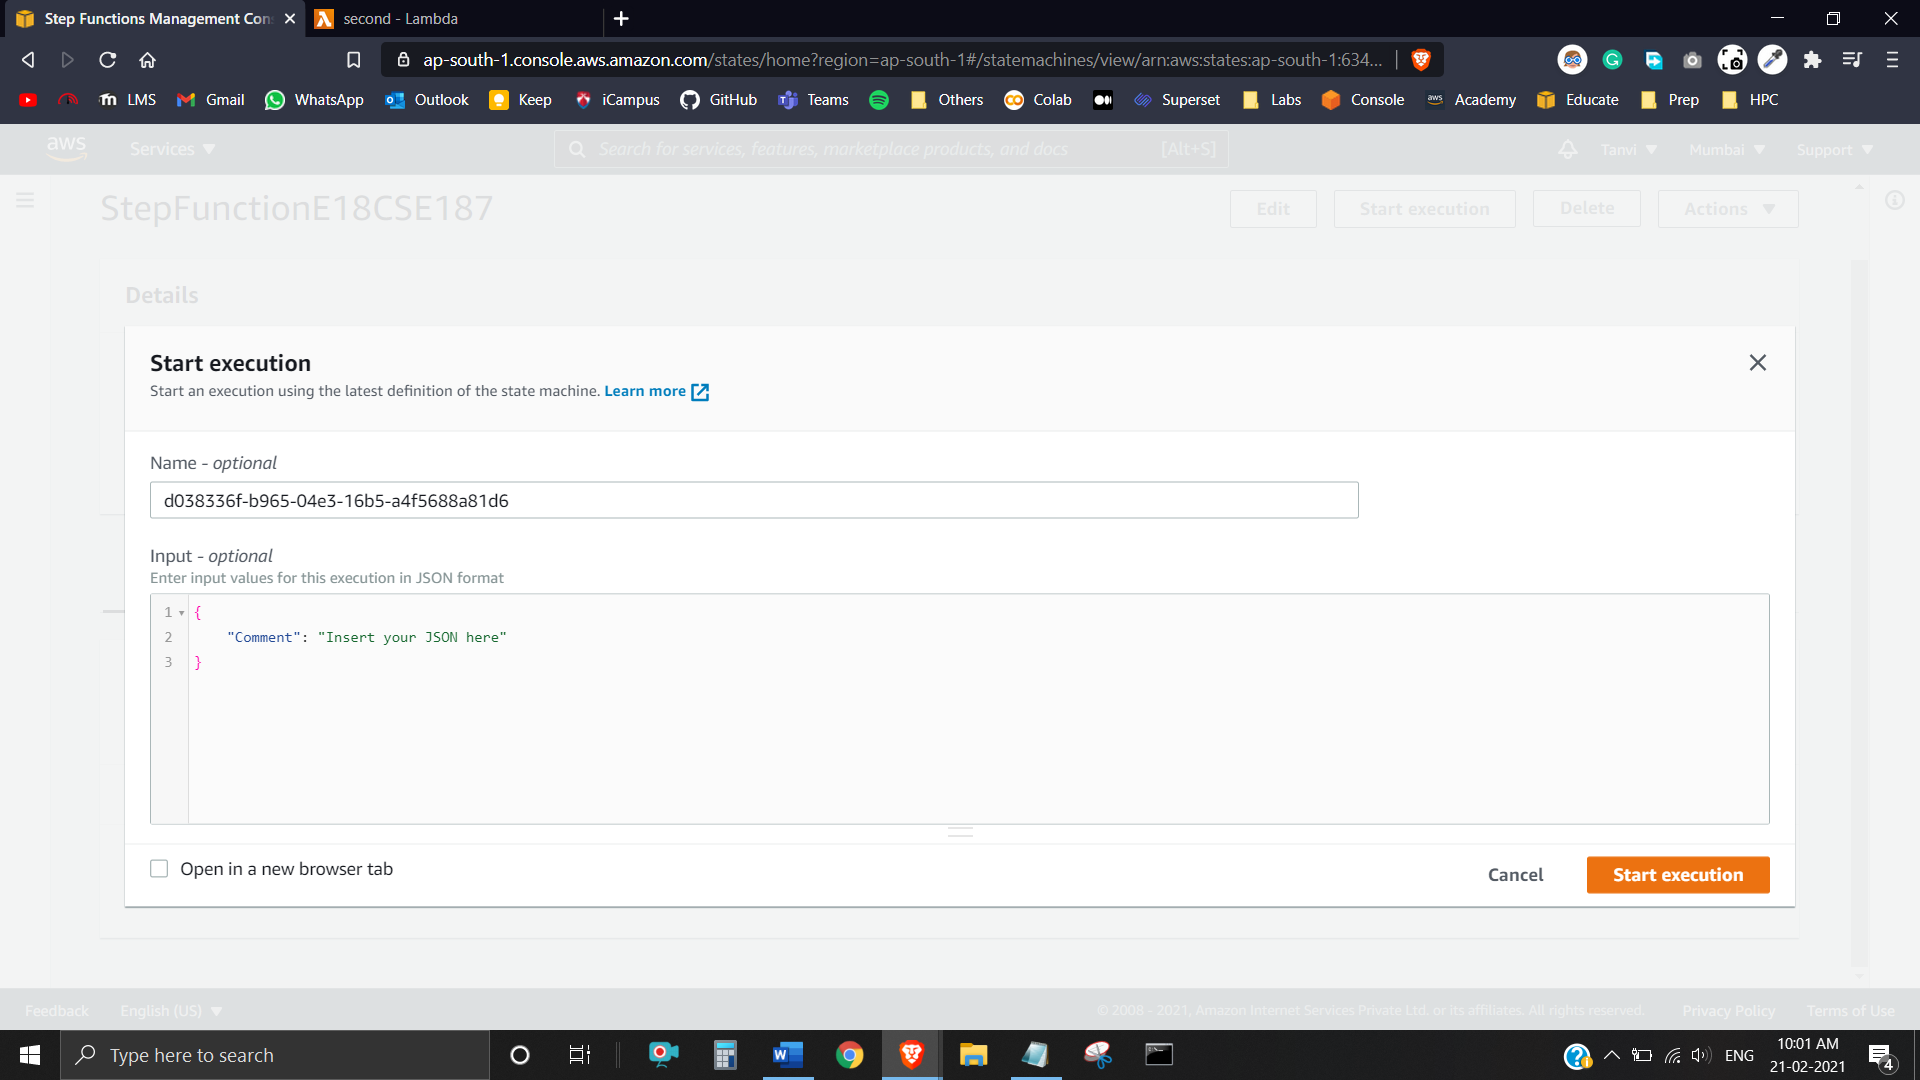 Step Functions Management Con
second - Lambda
ap-south-1.console.aws.amazon.com/states/home?region=ap-south-1#/statemachines/view/arn:aws:states:ap-south-1:634...
LMS Gmail WhatsApp Outlook Keep iCampus GitHub Teams Others Colab Superset Labs Console aws Academy Educate Prep HPC
aws Services Search for services, features, marketplace products, and docs [Alt+S] Tanvi Mumbai Support
StepFunctionE18CSE187
Edit Start execution Delete Actions
Details
Start execution
Start an execution using the latest definition of the state machine. Learn more
Name - optional
d038336f-b965-04e3-16b5-a4f5688a81d6
Input - optional
Enter input values for this execution in JSON format
1 {
2 "Comment": "Insert your JSON here"
3 }
Open in a new browser tab
Cancel Start execution
Feedback English (US) © 2008 - 2021, Amazon Internet Services Private Ltd. or its affiliates. All rights reserved. Privacy Policy Terms of Use
Type here to search
ENG
10:01 AM
21-02-2021
4